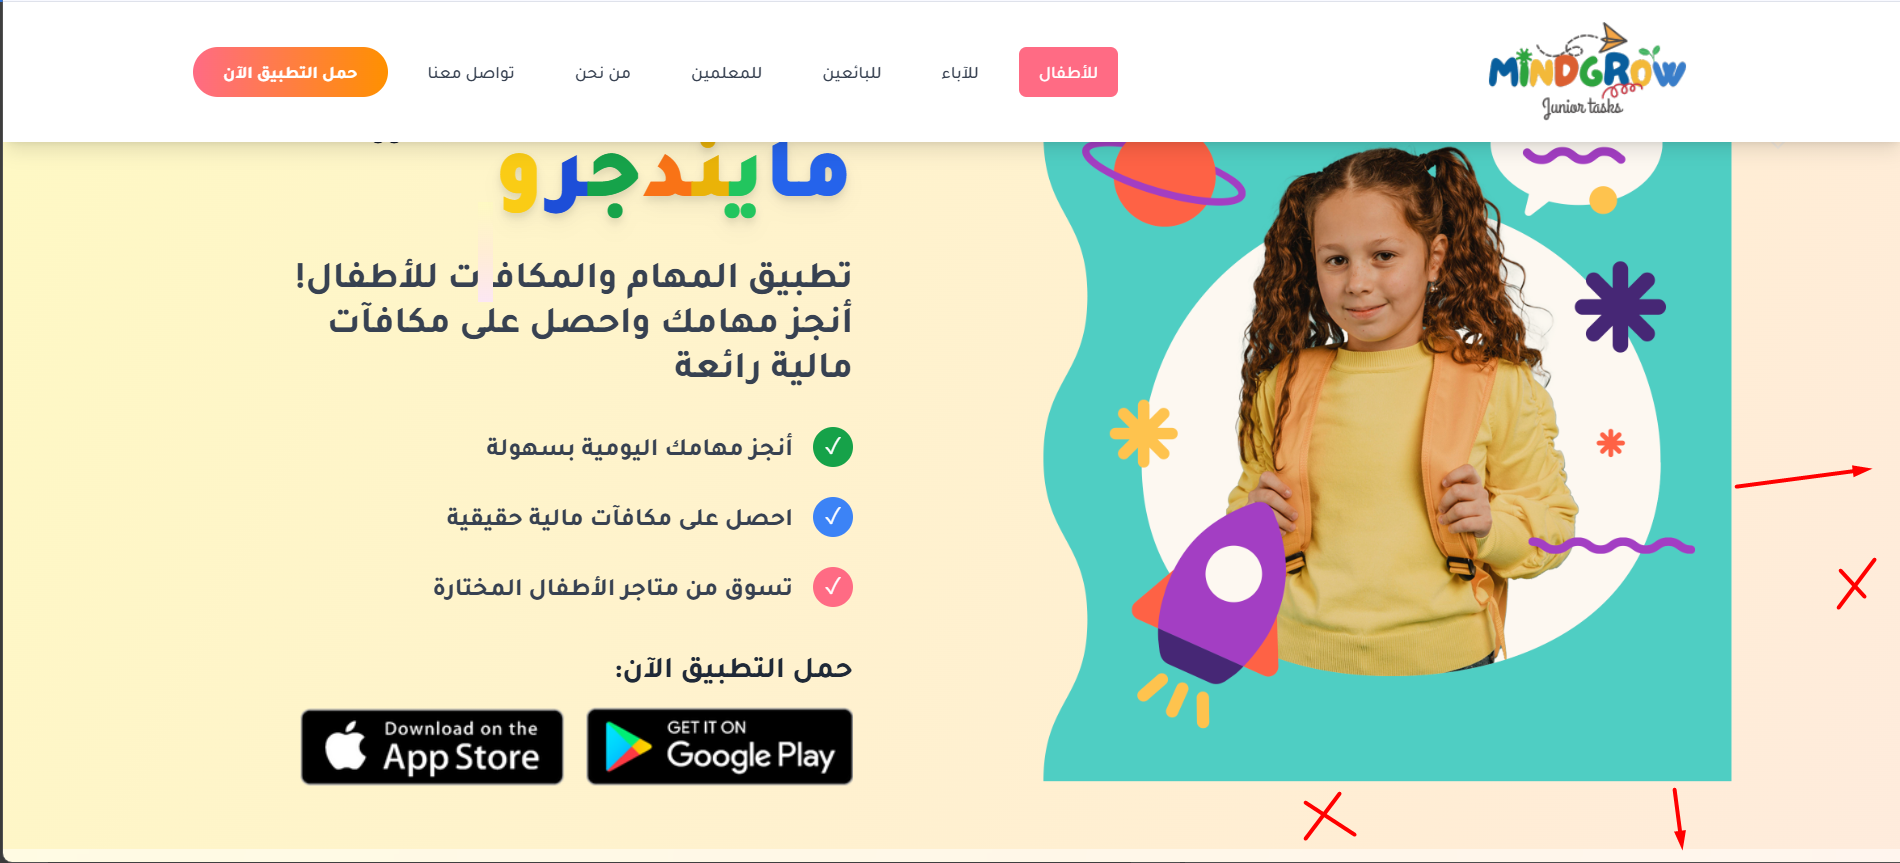 MINDGROW
Junior tasks
للأطفال
للآباء
للبائعين
للمعلمين
من نحن
تواصل معنا
حمل التطبيق الآن
مايندجرو
تطبيق المهام والمكافآت للأطفال!
أنجز مهامك واحصل على مكافآت
مالية رائعة
✓ أنجز مهامك اليومية بسهولة
✓ احصل على مكافآت مالية حقيقية
✓ تسوق من متاجر الأطفال المختارة
حمل التطبيق الآن:
GET IT ON
Google Play
Download on the
App Store